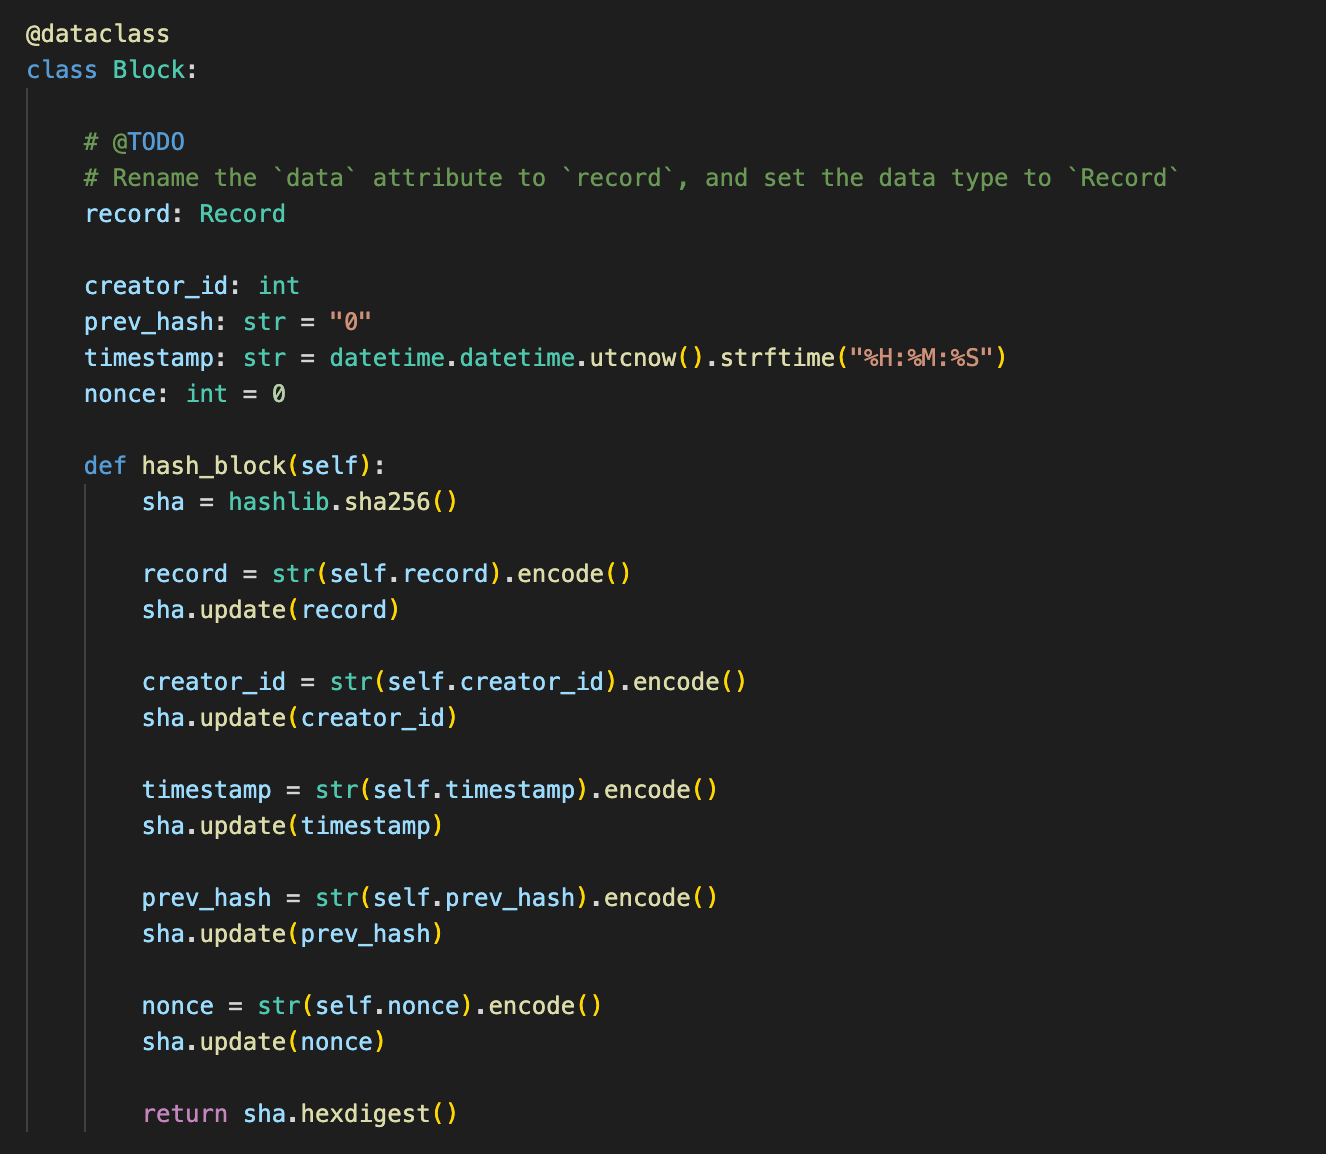 @dataclass
class Block:
    # @TODO
    # Rename the `data` attribute to `record`, and set the data type to `Record`
    record: Record
    creator_id: int
    prev_hash: str = "0"
    timestamp: str = datetime.datetime.utcnow().strftime("%H:%M:%S")
    nonce: int = 0
    def hash_block(self):
        sha = hashlib.sha256()
        record = str(self.record).encode()
        sha.update(record)
        creator_id = str(self.creator_id).encode()
        sha.update(creator_id)
        timestamp = str(self.timestamp).encode()
        sha.update(timestamp)
        prev_hash = str(self.prev_hash).encode()
        sha.update(prev_hash)
        nonce = str(self.nonce).encode()
        sha.update(nonce)
        return sha.hexdigest()